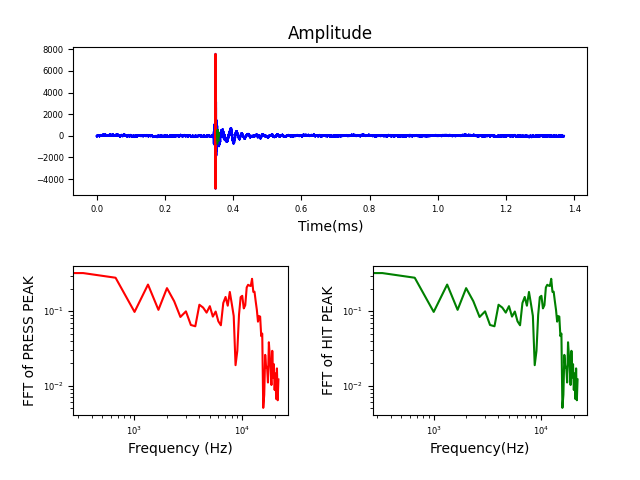 Amplitude
8000
6000
4000
2000
0
−2000
−4000
0.0 0.2 0.4 0.6 0.8 1.0 1.2 1.4
Time(ms)
FFT of PRESS PEAK
10⁻¹
10⁻²
10³ 10⁴
Frequency (Hz)
FFT of HIT PEAK
10⁻¹
10⁻²
10³ 10⁴
Frequency(Hz)